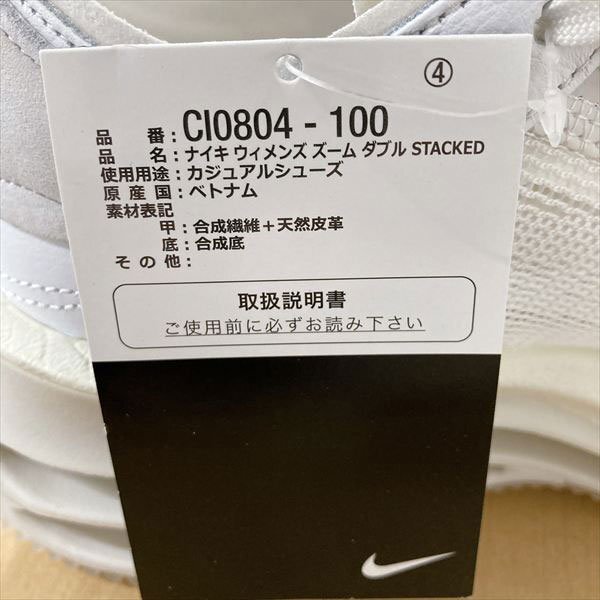 ④
品番：CI0804 - 100
品名：ナイキ ウィメンズ ズーム ダブル STACKED
使用用途：カジュアルシューズ
原産国：ベトナム
素材表記
甲：合成繊維＋天然皮革
底：合成底
その他：
取扱説明書
ご使用前に必ずお読み下さい